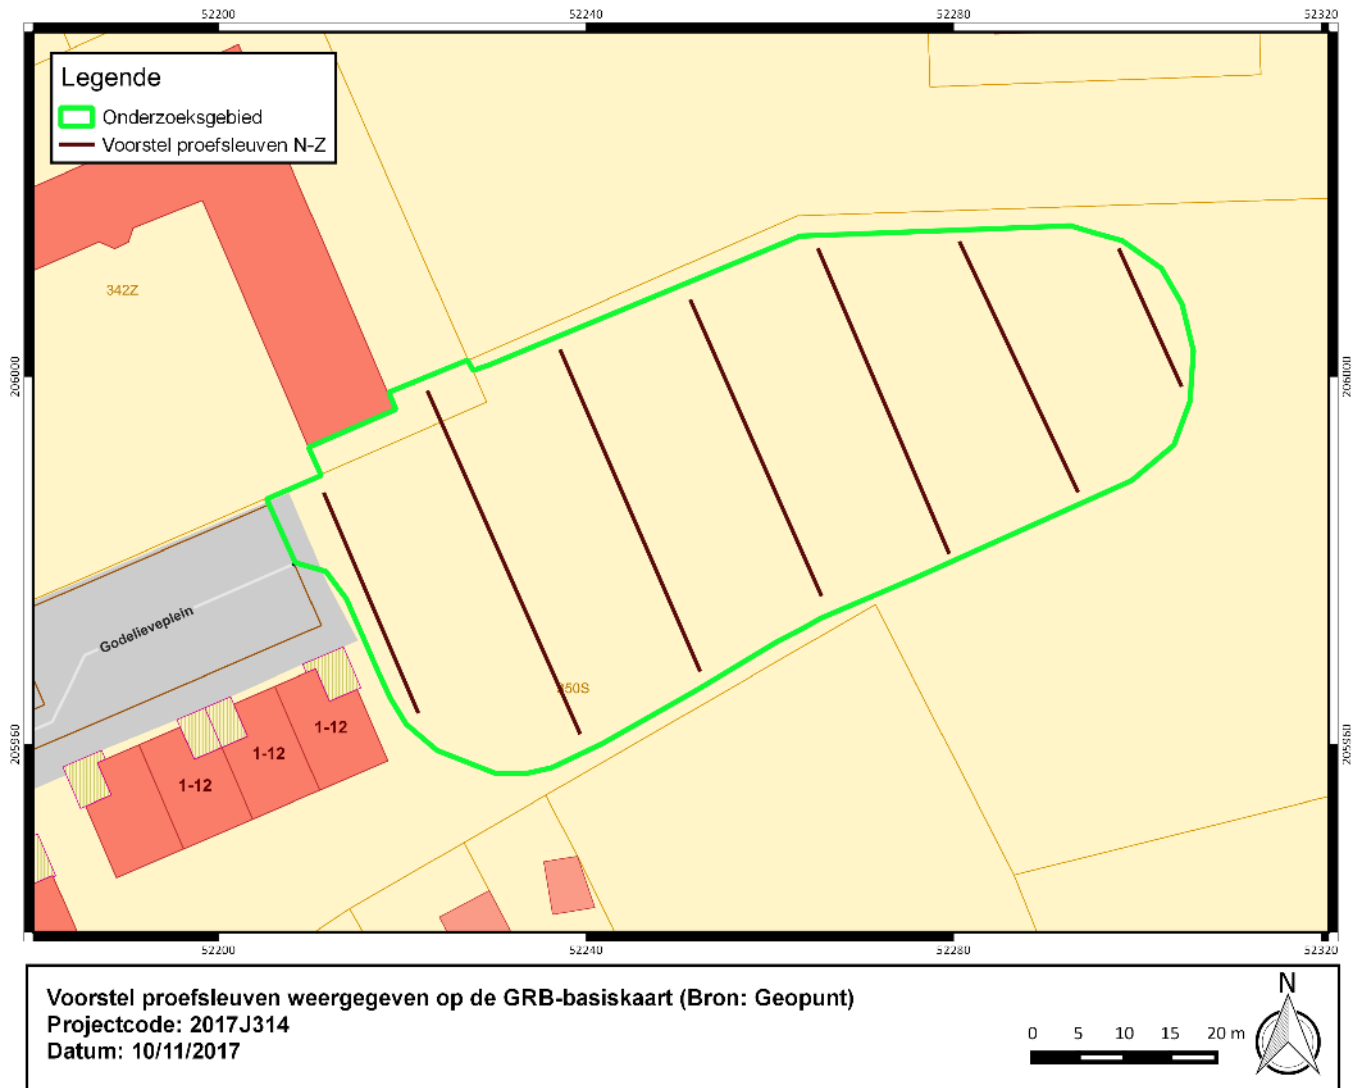 52200 52240 52280 52320
Legende
Onderzoeksgebied
Voorstel proefsleuven N-Z
342Z
206000 206000
Godelieveplein
350S
1-12
1-12
1-12
205960 205960
52200 52240 52280 52320
Voorstel proefsleuven weergegeven op de GRB-basiskaart (Bron: Geopunt)
Projectcode: 2017J314
Datum: 10/11/2017
0 5 10 15 20 m
N